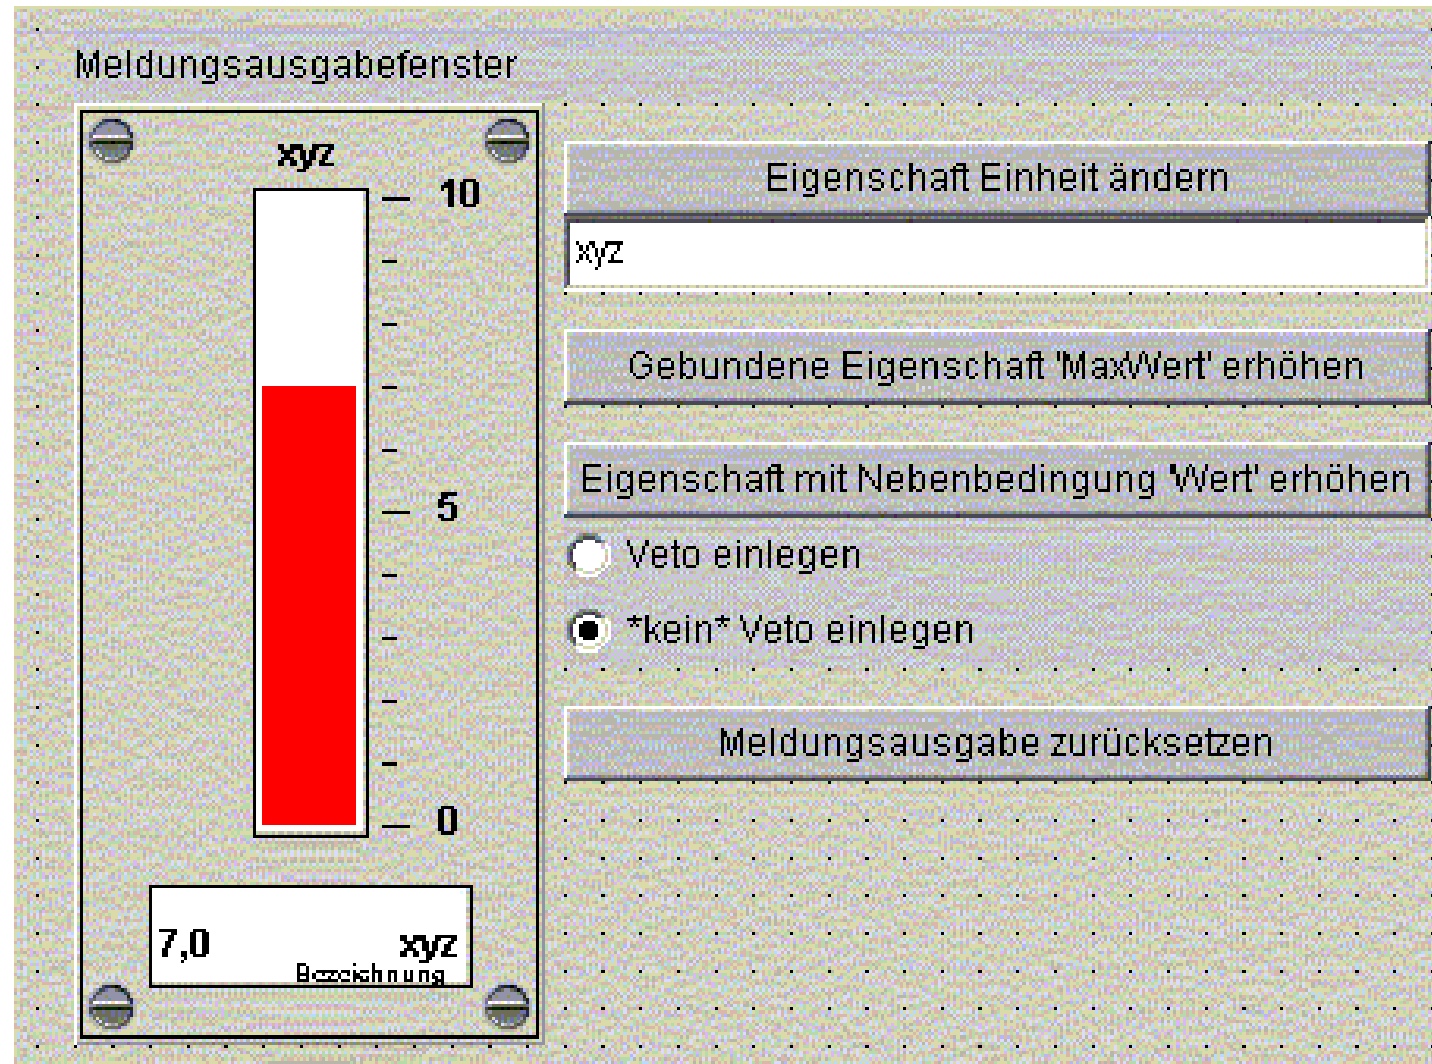 Meldungsausgabefenster
xyz
10
5
0
7,0 xyz
Bezeichnung
Eigenschaft Einheit ändern
xyz
Gebundene Eigenschaft 'MaxWert' erhöhen
Eigenschaft mit Nebenbedingung 'Wert' erhöhen
Veto einlegen
*kein* Veto einlegen
Meldungsausgabe zurücksetzen